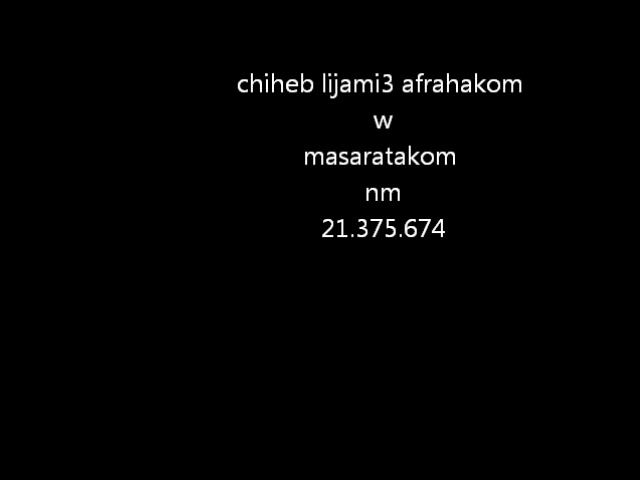 chiheb lijami3 afrahakom
w
masaratakom
nm
21.375.674